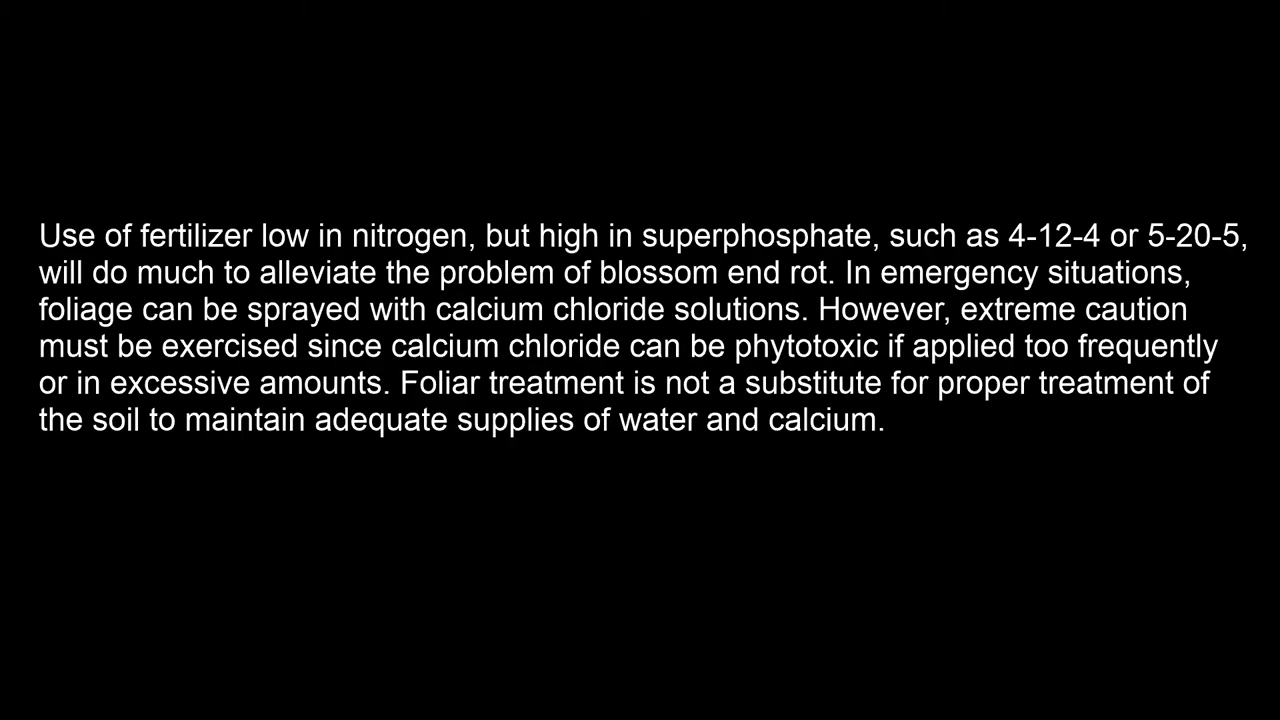 Use of fertilizer low in nitrogen, but high in superphosphate, such as 4-12-4 or 5-20-5,
will do much to alleviate the problem of blossom end rot. In emergency situations,
foliage can be sprayed with calcium chloride solutions. However, extreme caution
must be exercised since calcium chloride can be phytotoxic if applied too frequently
or in excessive amounts. Foliar treatment is not a substitute for proper treatment of
the soil to maintain adequate supplies of water and calcium.